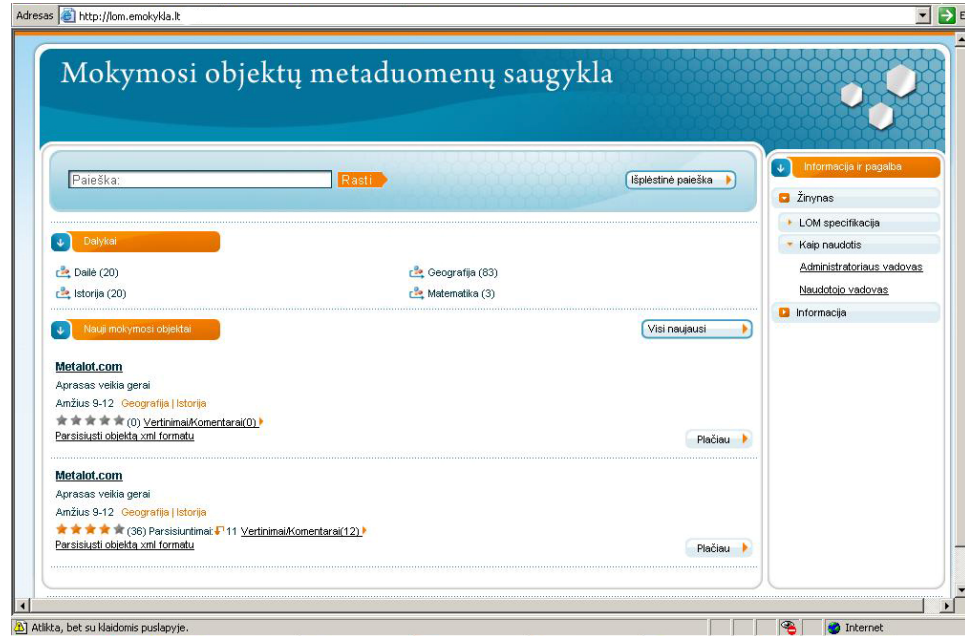 Adresas http://lom.emokykla.lt
Mokymosi objektų metaduomenų saugykla
Paieška: Rasti Išplėstinė paieška
Dalykai
Dailė (20) Geografija (83)
Istorija (20) Matematika (3)
Nauji mokymosi objektai Visi naujausi
Metalot.com
Aprasas veikia gerai
Amžius 9-12 Geografija | Istorija
(0) Vertinimai/Komentarai(0)
Parsisiųsti objektą xml formatu
Plačiau
Metalot.com
Aprasas veikia gerai
Amžius 9-12 Geografija | Istorija
(36) Parsisiuntimai: 11 Vertinimai/Komentarai(12)
Parsisiųsti objektą xml formatu
Plačiau
Informacija ir pagalba
Žinynas
LOM specifikacija
Kaip naudotis
Administratoriaus vadovas
Naudotojo vadovas
Informacija
Atlikta, bet su klaidomis puslapyje. Internet